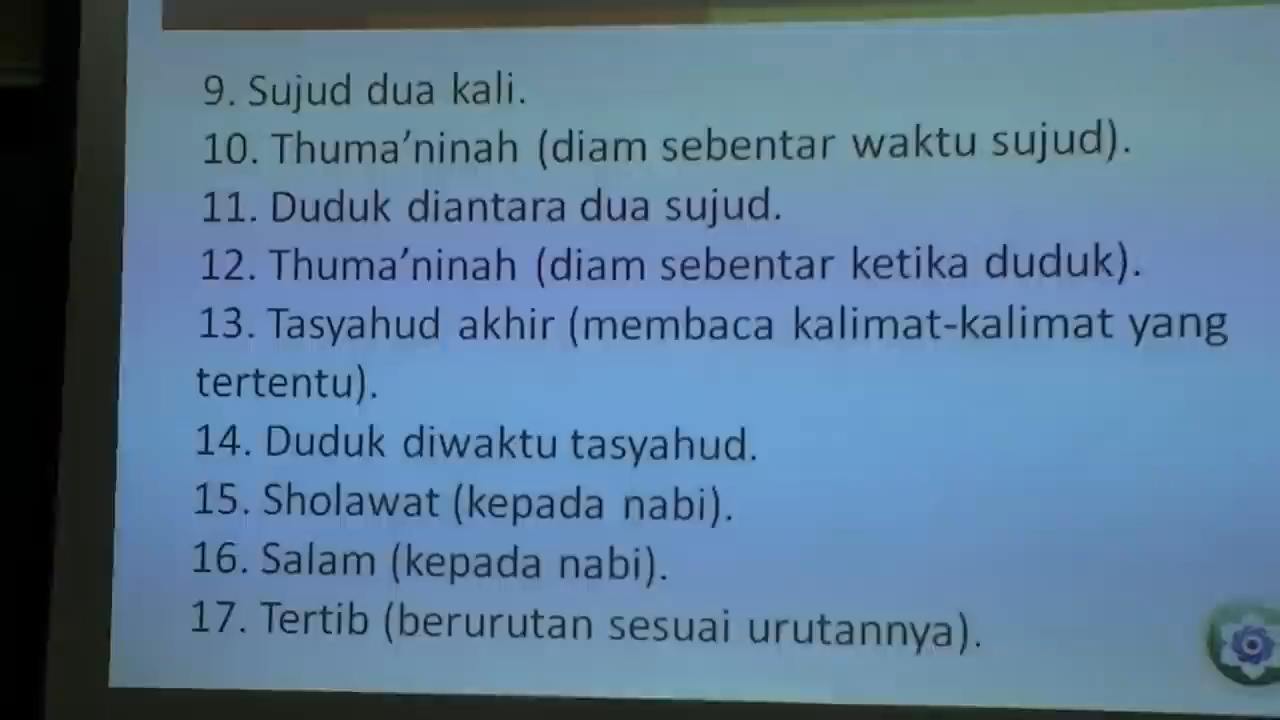 9. Sujud dua kali.
10. Thuma’ninah (diam sebentar waktu sujud).
11. Duduk diantara dua sujud.
12. Thuma’ninah (diam sebentar ketika duduk).
13. Tasyahud akhir (membaca kalimat-kalimat yang
tertentu).
14. Duduk diwaktu tasyahud.
15. Sholawat (kepada nabi).
16. Salam (kepada nabi).
17. Tertib (berurutan sesuai urutannya).